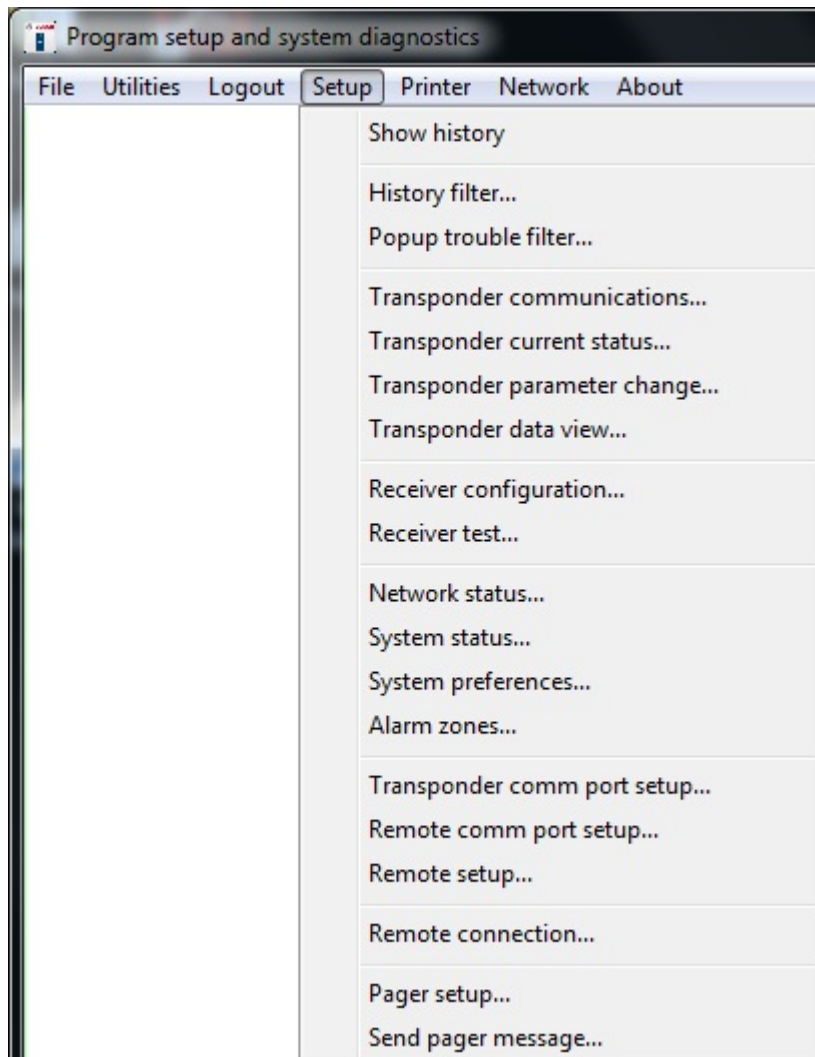 Program setup and system diagnostics
File Utilities Logout Setup Printer Network About
Show history
History filter...
Popup trouble filter...
Transponder communications...
Transponder current status...
Transponder parameter change...
Transponder data view...
Receiver configuration...
Receiver test...
Network status...
System status...
System preferences...
Alarm zones...
Transponder comm port setup...
Remote comm port setup...
Remote setup...
Remote connection...
Pager setup...
Send pager message...